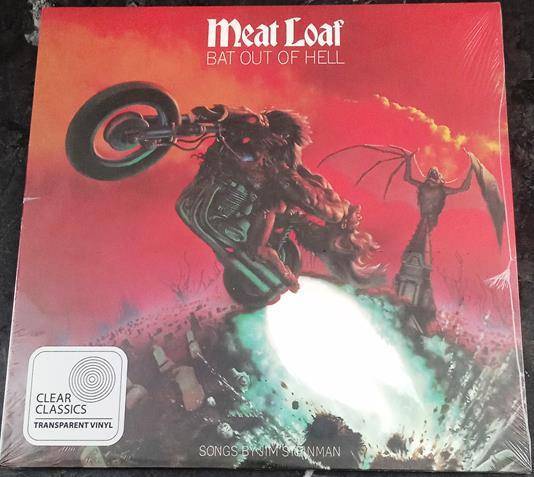 Meat Loaf
BAT OUT OF HELL
CLEAR
CLASSICS
TRANSPARENT VINYL
SONGS BY JIM STEINMAN